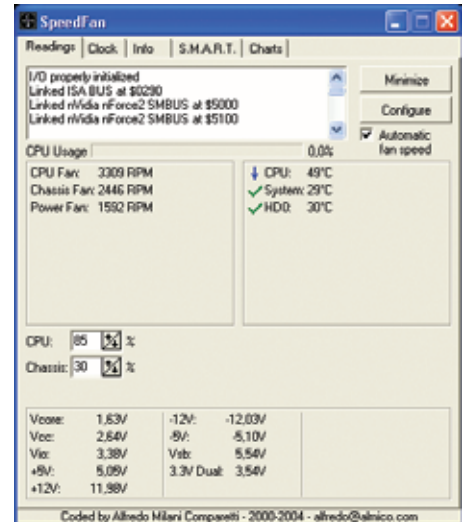 SpeedFan
Readings Clock Info S.M.A.R.T. Charts
I/O properly initialized
Linked ISA BUS at $0290
Linked nVidia nForce2 SMBUS at $5000
Linked nVidia nForce2 SMBUS at $5100
Minimize
Configure
Automatic fan speed
CPU Usage 0,0%
CPU Fan: 3309 RPM
Chassis Fan: 2446 RPM
Power Fan: 1592 RPM
CPU: 49°C
System: 29°C
HD0: 30°C
CPU: 85 %
Chassis: 30 %
Vcore: 1,63V
Vcc: 2,64V
Vio: 3,38V
+5V: 5,05V
+12V: 11,98V
-12V: -12,03V
-5V: -5,10V
Vsb: 5,54V
3.3V Dual: 3,54V
Coded by Alfredo Milani Comparetti - 2000-2004 - alfredo@almico.com